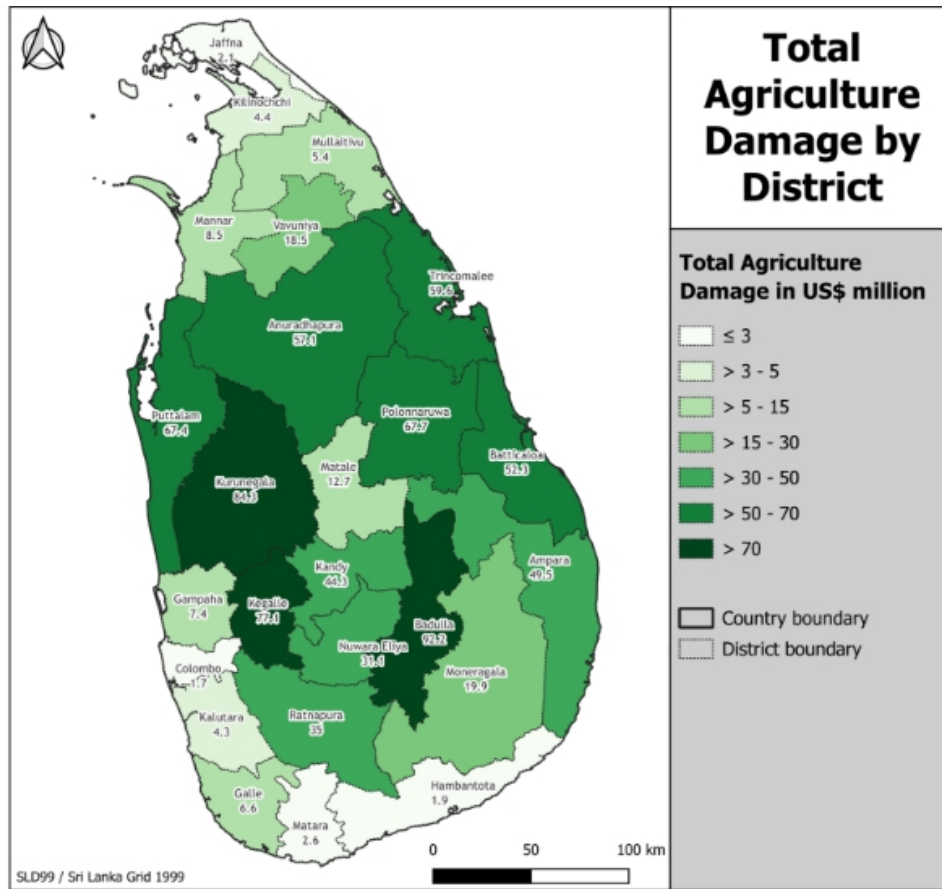 Total
Agriculture
Damage by
District
Total Agriculture
Damage in US$ million
≤ 3
> 3 - 5
> 5 - 15
> 15 - 30
> 30 - 50
> 50 - 70
> 70
Country boundary
District boundary
Jaffna
2.1
Kilinochchi
4.4
Mullaitivu
5.4
Mannar
8.5
Vavuniya
18.5
Trincomalee
59.6
Anuradhapura
57.1
Puttalam
67.4
Polonnaruwa
67.7
Batticaloa
52.3
Kurunegala
84.3
Matale
12.7
Ampara
49.5
Kandy
44.3
Gampaha
7.4
Kegalle
77.1
Badulla
92.2
Nuwara Eliya
31.1
Colombo
1.7
Moneragala
19.9
Kalutara
4.3
Ratnapura
35
Galle
6.6
Hambantota
1.9
Matara
2.6
0 50 100 km
SLD99 / Sri Lanka Grid 1999